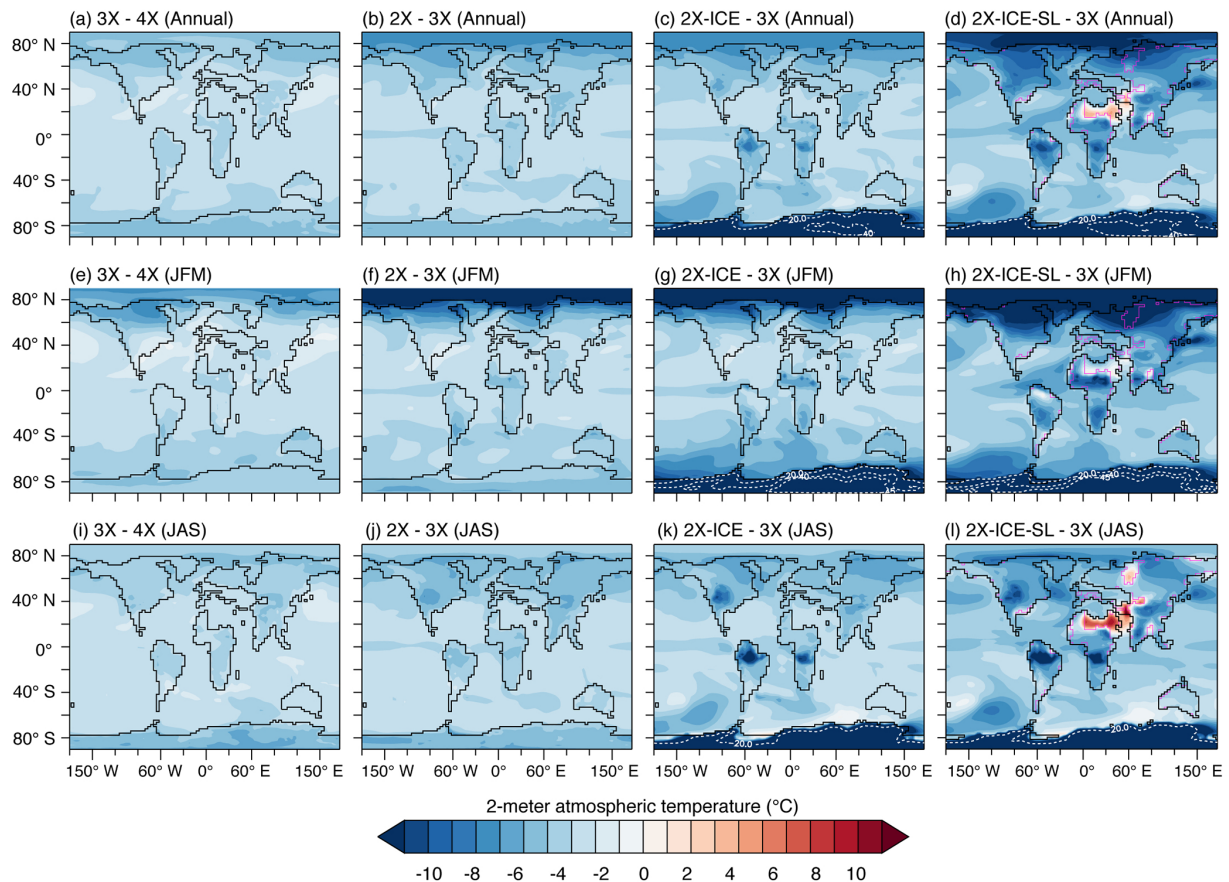 (a) 3X - 4X (Annual) (b) 2X - 3X (Annual) (c) 2X-ICE - 3X (Annual) (d) 2X-ICE-SL - 3X (Annual)
80° N
40° N
0°
40° S
80° S
20.0 40 20.0
(e) 3X - 4X (JFM) (f) 2X - 3X (JFM) (g) 2X-ICE - 3X (JFM) (h) 2X-ICE-SL - 3X (JFM)
80° N
40° N
0°
40° S
80° S
20.0 40 45 20.0 45 40
(i) 3X - 4X (JAS) (j) 2X - 3X (JAS) (k) 2X-ICE - 3X (JAS) (l) 2X-ICE-SL - 3X (JAS)
80° N
40° N
0°
40° S
80° S
20.0 20.0
150° W 60° W 0° 60° E 150° E 150° W 60° W 0° 60° E 150° E 150° W 60° W 0° 60° E 150° E 150° W 60° W 0° 60° E 150° E
2-meter atmospheric temperature (°C)
-10 -8 -6 -4 -2 0 2 4 6 8 10